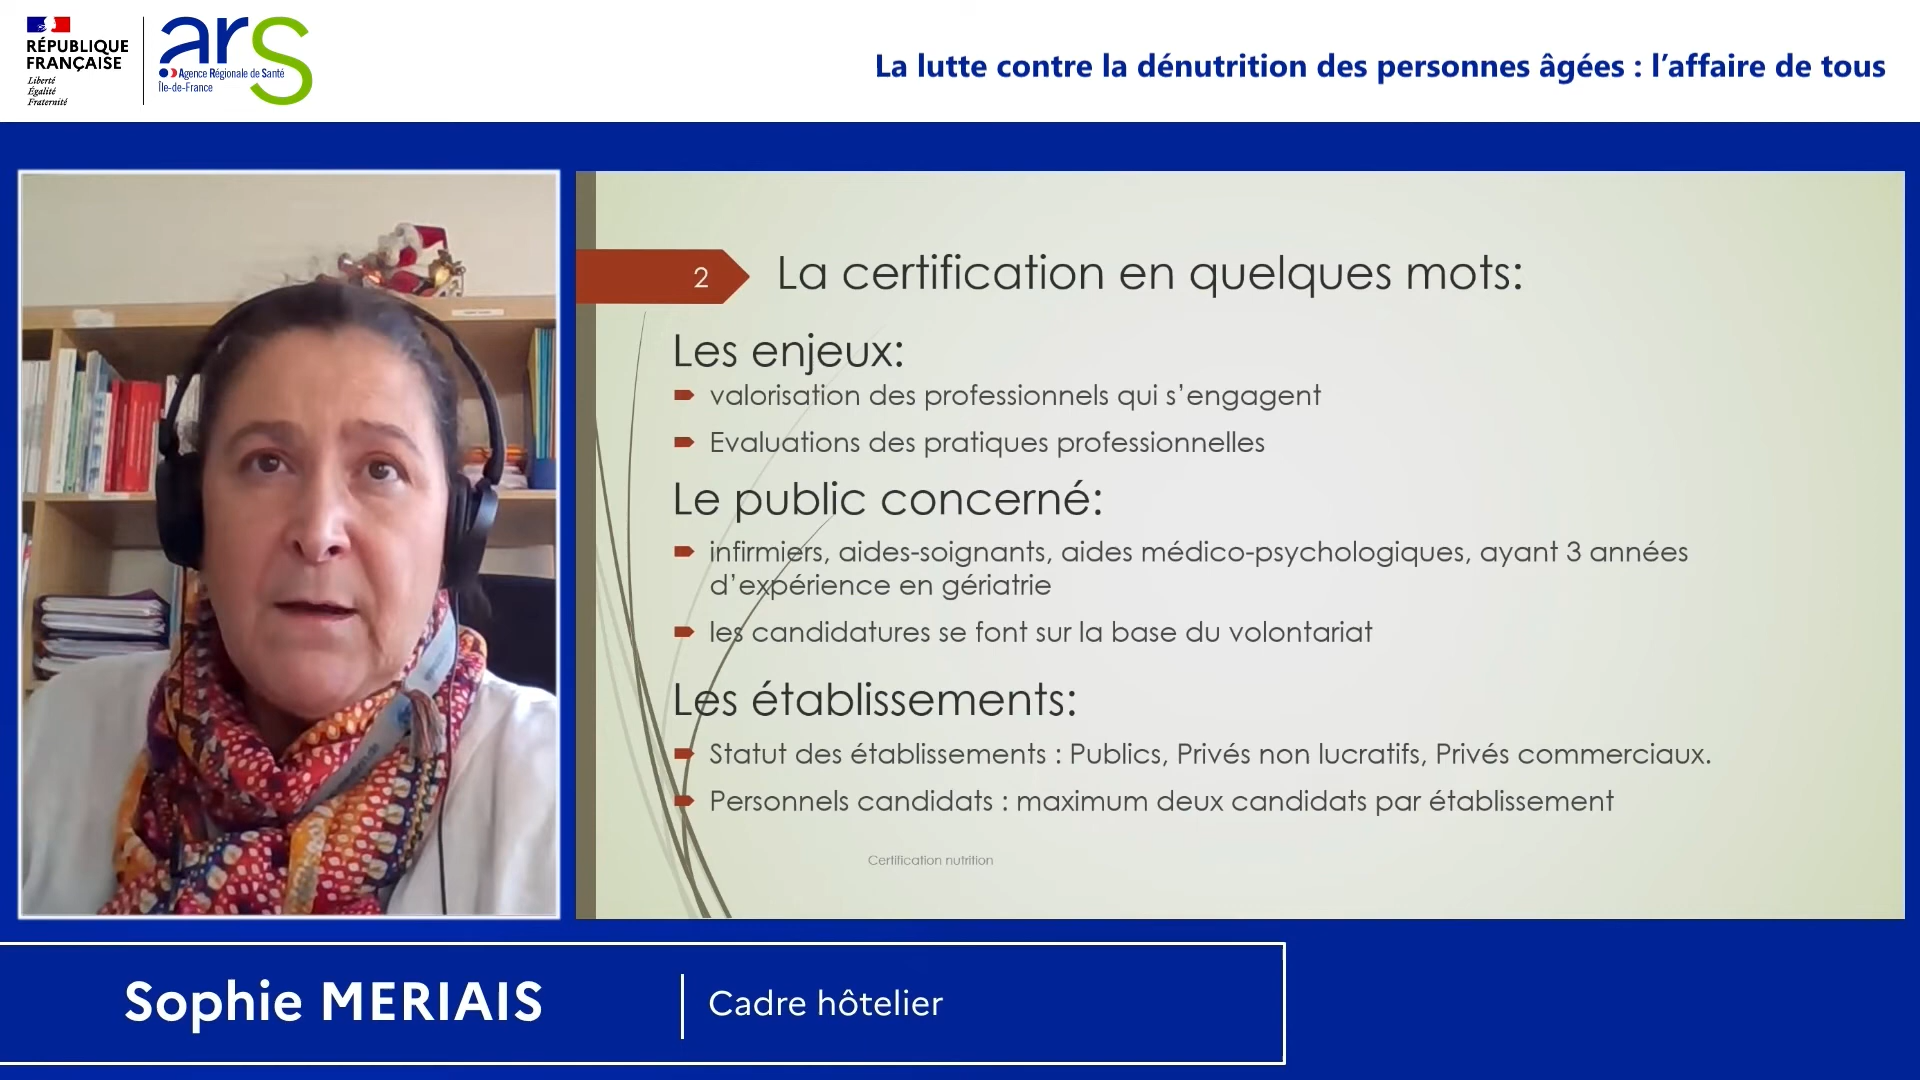 RÉPUBLIQUE
FRANÇAISE
Liberté
Égalité
Fraternité
ars
Agence Régionale de Santé
Île-de-France
La lutte contre la dénutrition des personnes âgées : l’affaire de tous
2
La certification en quelques mots:
Les enjeux:
valorisation des professionnels qui s’engagent
Evaluations des pratiques professionnelles
Le public concerné:
infirmiers, aides-soignants, aides médico-psychologiques, ayant 3 années
d’expérience en gériatrie
les candidatures se font sur la base du volontariat
Les établissements:
Statut des établissements : Publics, Privés non lucratifs, Privés commerciaux.
Personnels candidats : maximum deux candidats par établissement
Certification nutrition
Sophie MERIAIS
Cadre hôtelier